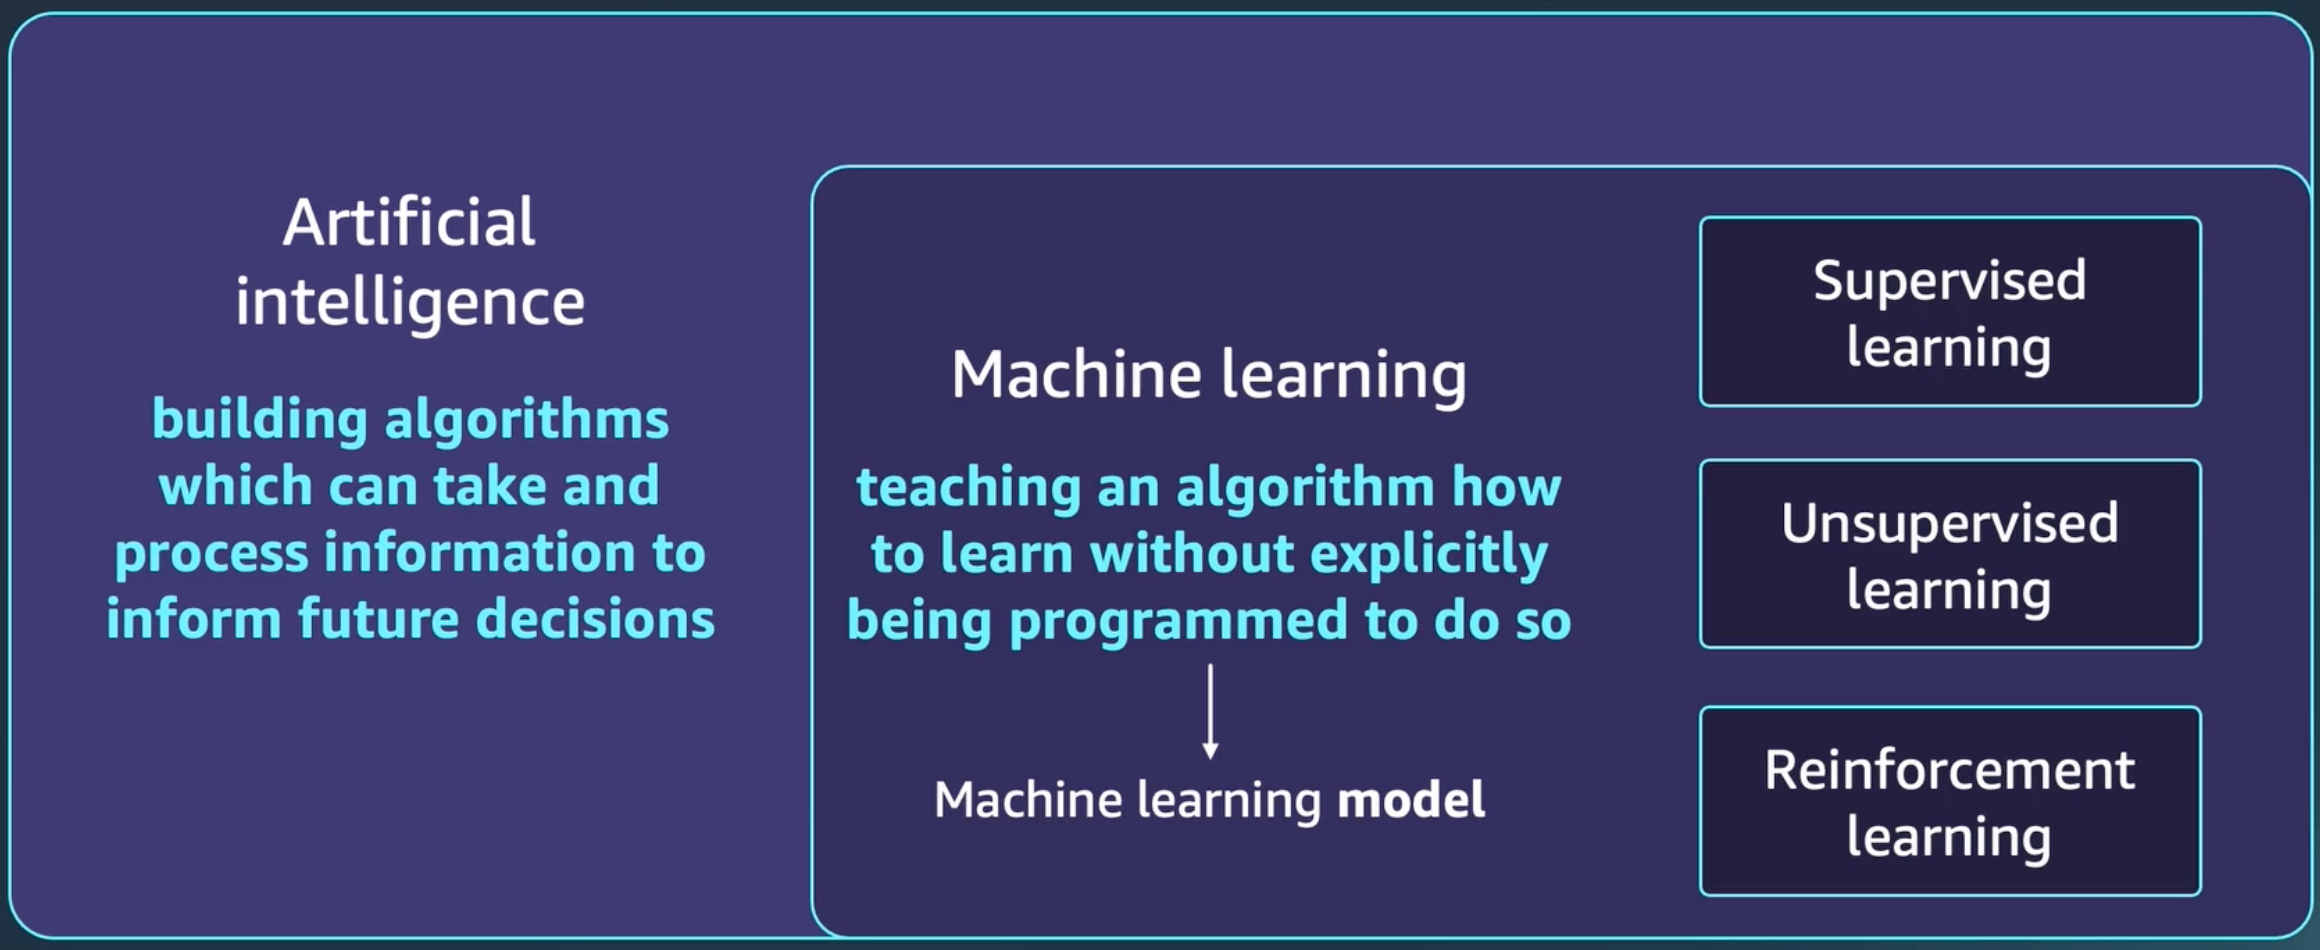 Artificial
intelligence
building algorithms
which can take and
process information to
inform future decisions
Machine learning
teaching an algorithm how
to learn without explicitly
being programmed to do so
Machine learning model
Supervised
learning
Unsupervised
learning
Reinforcement
learning